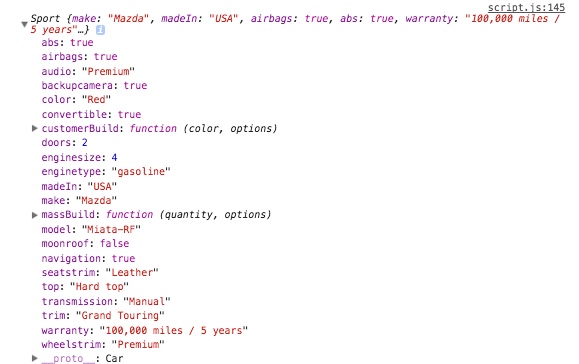 script.js:145
Sport {make: "Mazda", madeIn: "USA", airbags: true, abs: true, warranty: "100,000 miles /
5 years"…} i
abs: true
airbags: true
audio: "Premium"
backupcamera: true
color: "Red"
convertible: true
customerBuild: function (color, options)
doors: 2
enginesize: 4
enginetype: "gasoline"
madeIn: "USA"
make: "Mazda"
massBuild: function (quantity, options)
model: "Miata-RF"
moonroof: false
navigation: true
seatstrim: "Leather"
top: "Hard top"
transmission: "Manual"
trim: "Grand Touring"
warranty: "100,000 miles / 5 years"
wheelstrim: "Premium"
__proto__: Car